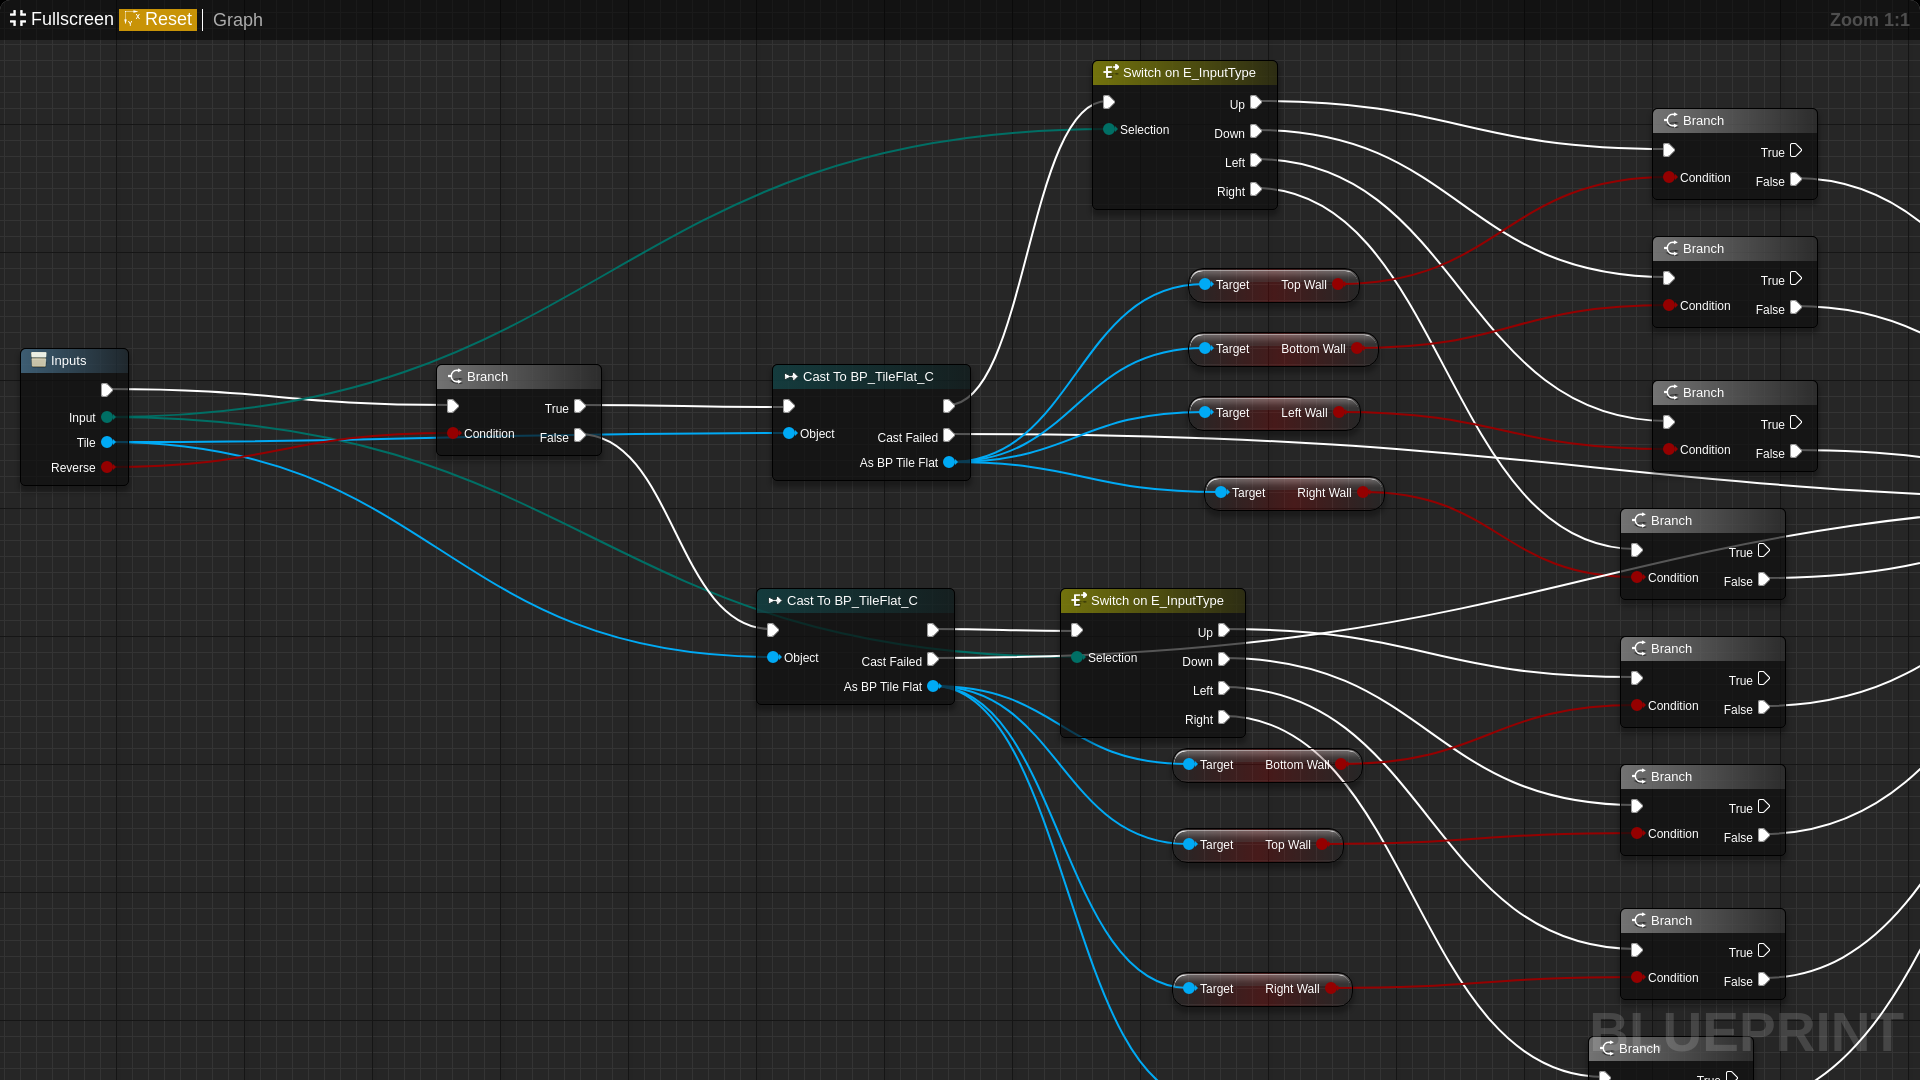 Fullscreen Reset Graph Zoom 1:1
Switch on E_InputType
Up
Selection
Down
Left
Right
Branch
True
Condition
False
Target Top Wall
Branch
True
Condition
False
Target Bottom Wall
Inputs
Input
Tile
Reverse
Branch
True
Condition
False
Cast To BP_TileFlat_C
Object
Cast Failed
As BP Tile Flat
Target Left Wall
Branch
True
Condition
False
Target Right Wall
Branch
True
Condition
False
Cast To BP_TileFlat_C
Object
Cast Failed
As BP Tile Flat
Switch on E_InputType
Up
Selection
Down
Left
Right
Branch
True
Condition
False
Target Bottom Wall
Branch
True
Condition
False
Target Top Wall
Branch
True
Condition
False
Target Right Wall
BLUEPRINT
Branch
True